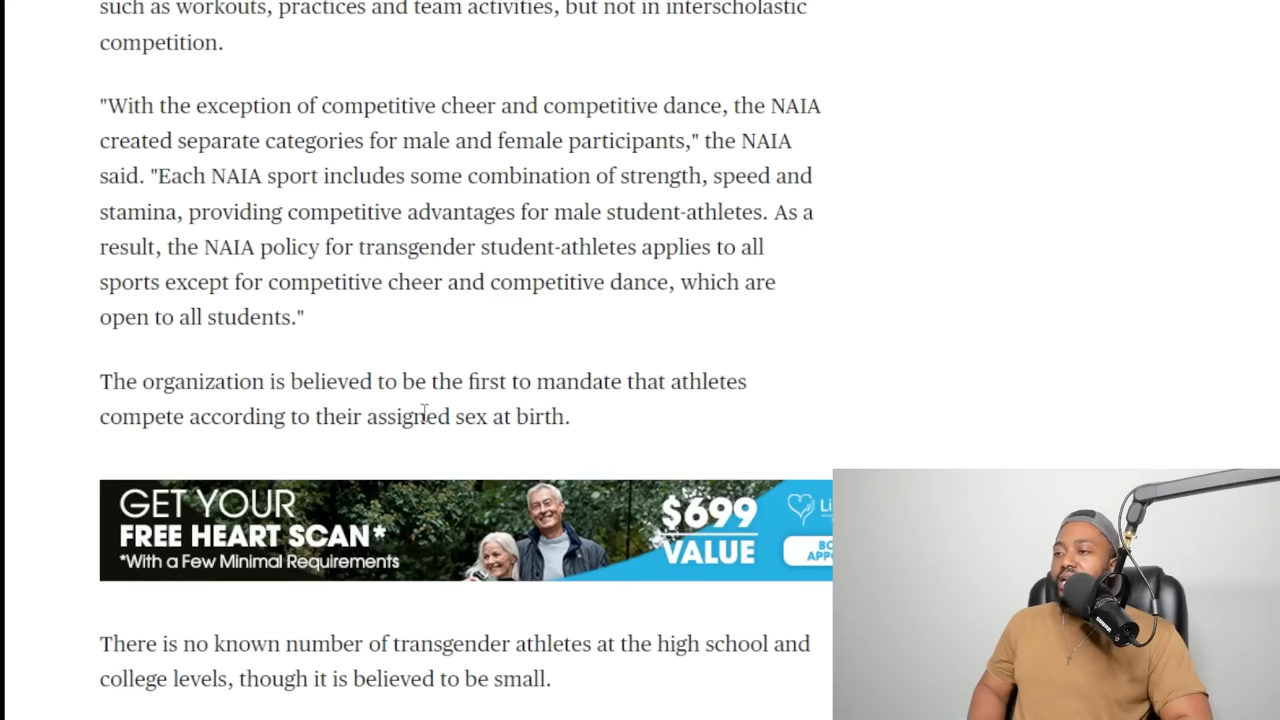 such as workouts, practices and team activities, but not in interscholastic
competition.
"With the exception of competitive cheer and competitive dance, the NAIA
created separate categories for male and female participants," the NAIA
said. "Each NAIA sport includes some combination of strength, speed and
stamina, providing competitive advantages for male student-athletes. As a
result, the NAIA policy for transgender student-athletes applies to all
sports except for competitive cheer and competitive dance, which are
open to all students."
The organization is believed to be the first to mandate that athletes
compete according to their assigned sex at birth.
GET YOUR
FREE HEART SCAN*
*With a Few Minimal Requirements
$699
VALUE
There is no known number of transgender athletes at the high school and
college levels, though it is believed to be small.